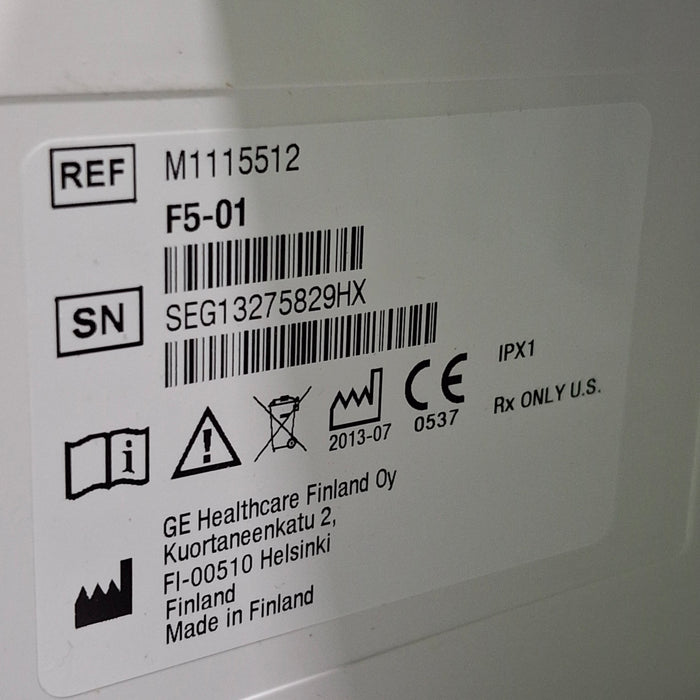 REF M1115512
F5-01
SN SEG13275829HX
i ! 2013-07 CE 0537 IPX1
Rx ONLY U.S.
GE Healthcare Finland Oy
Kuortaneenkatu 2,
FI-00510 Helsinki
Finland
Made in Finland